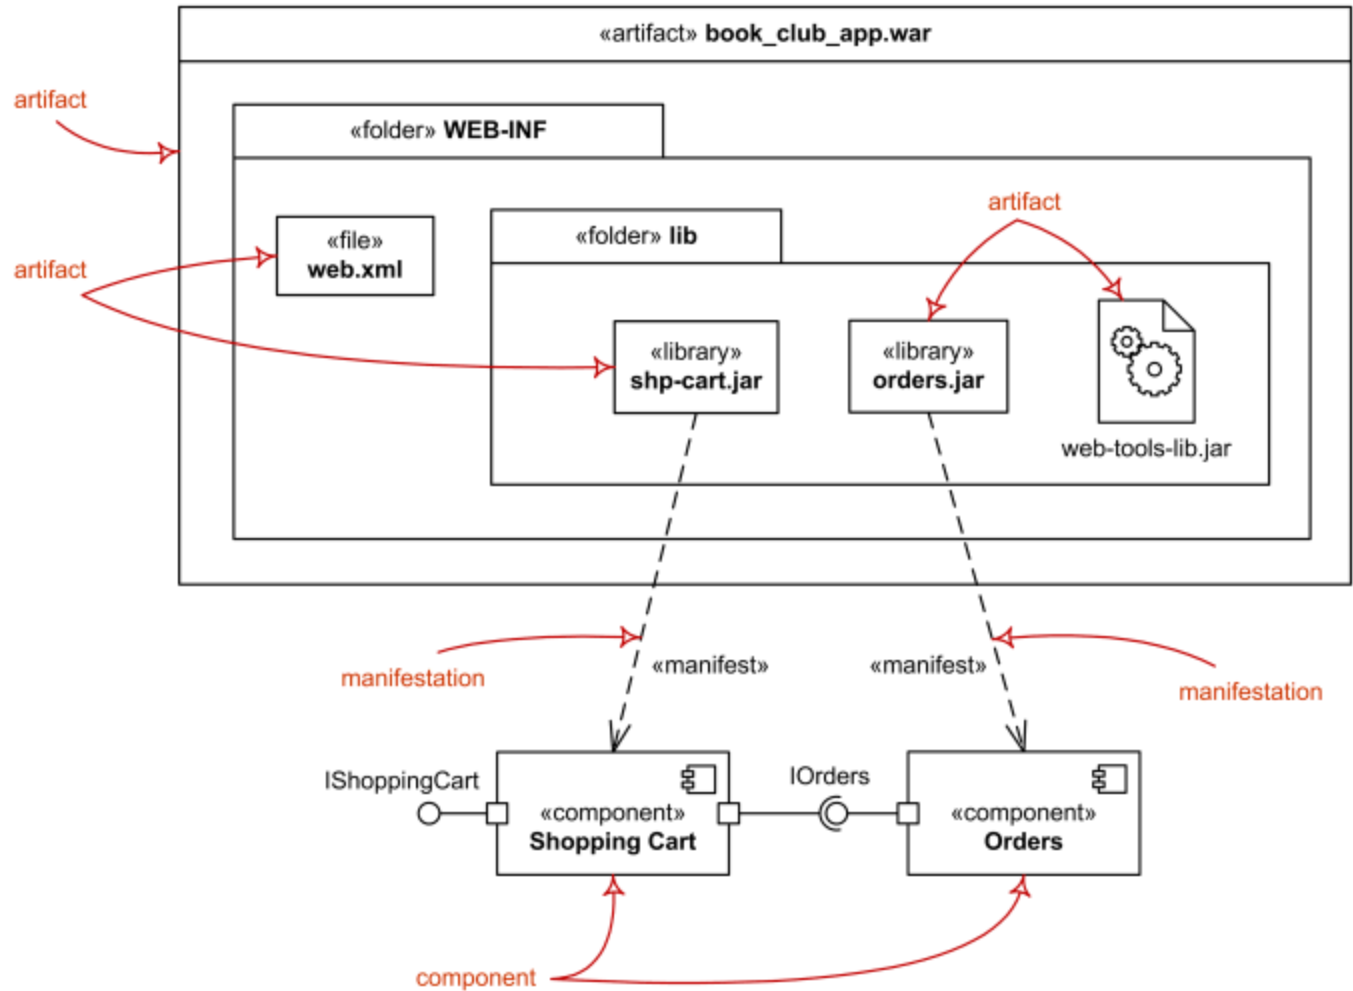 «artifact» book_club_app.war
artifact
«folder» WEB-INF
artifact
«folder» lib
«file»
web.xml
artifact
«library»
shp-cart.jar
«library»
orders.jar
web-tools-lib.jar
«manifest»
«manifest»
manifestation
manifestation
IShoppingCart
IOrders
«component»
Shopping Cart
«component»
Orders
component